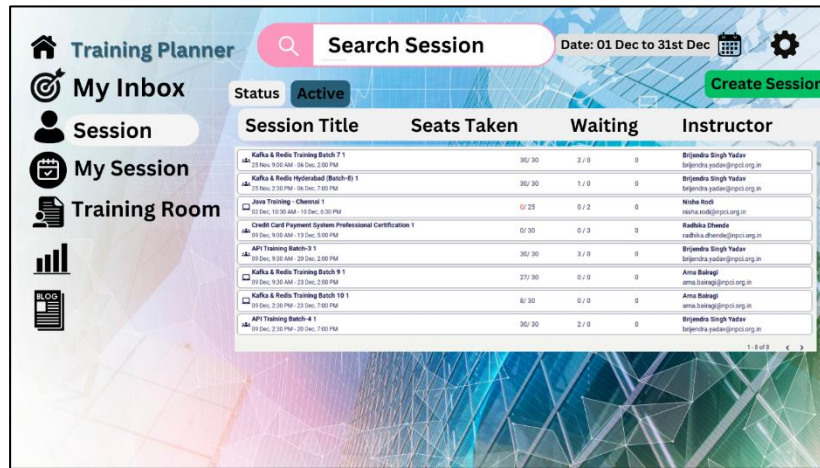 Training Planner
Search Session
Date: 01 Dec to 31st Dec
My Inbox
Status Active
Create Session
Session
Session Title Seats Taken Waiting Instructor
My Session
Training Room
BLOG
Kafka & Redis Training Batch 7 1
25 Nov, 9:00 AM - 06 Dec, 2:00 PM
30/ 30 2 / 0 0
Brijendra Singh Yadav
brijendra.yadav@npci.org.in
Kafka & Redis Hyderabad (Batch-8) 1
25 Nov, 2:30 PM - 06 Dec, 7:00 PM
30/ 30 1 / 0 0
Brijendra Singh Yadav
brijendra.yadav@npci.org.in
Java Training - Chennai 1
02 Dec, 10:30 AM - 10 Dec, 6:30 PM
0/ 25 0 / 2 0
Nisha Rodi
nisha.rodi@npci.org.in
Credit Card Payment System Professional Certification 1
09 Dec, 9:00 AM - 13 Dec, 5:00 PM
0/ 30 0 / 3 0
Radhika Dhende
radhika.dhende@npci.org.in
API Training Batch-3 1
09 Dec, 9:30 AM - 20 Dec, 2:00 PM
30/ 30 3 / 0 0
Brijendra Singh Yadav
brijendra.yadav@npci.org.in
Kafka & Redis Training Batch 9 1
09 Dec, 9:30 AM - 23 Dec, 2:00 PM
27/ 30 0 / 0 0
Ama Bairagi
ama.bairagi@npci.org.in
Kafka & Redis Training Batch 10 1
09 Dec, 2:30 PM - 23 Dec, 7:00 PM
6/ 30 0 / 0 0
Ama Bairagi
ama.bairagi@npci.org.in
API Training Batch-4 1
09 Dec, 2:30 PM - 20 Dec, 7:00 PM
30/ 30 2 / 0 0
Brijendra Singh Yadav
brijendra.yadav@npci.org.in
1 - 8 of 8